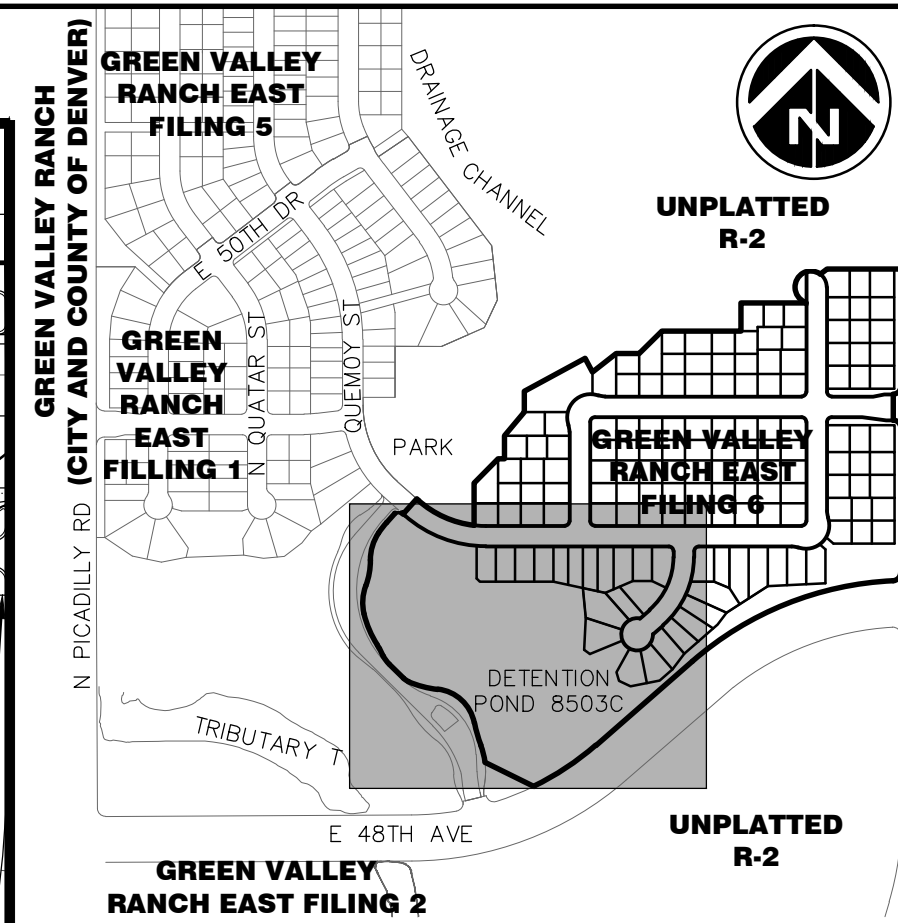 GREEN VALLEY RANCH
(CITY AND COUNTY OF DENVER)
GREEN VALLEY
RANCH EAST
FILING 5
DRAINAGE CHANNEL
N
UNPLATTED
R-2
E 50TH DR
GREEN
VALLEY
RANCH
EAST
FILLING 1
N QUATAR ST
QUEMOY ST
PARK
GREEN VALLEY
RANCH EAST
FILING 6
N PICADILLY RD
DETENTION
POND 8503C
TRIBUTARY T
E 48TH AVE
UNPLATTED
R-2
GREEN VALLEY
RANCH EAST FILING 2